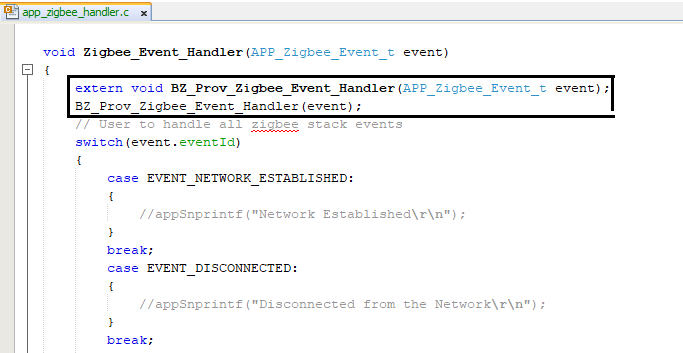 app_zigbee_handler.c
void Zigbee_Event_Handler(APP_Zigbee_Event_t event)
{
extern void BZ_Prov_Zigbee_Event_Handler(APP_Zigbee_Event_t event);
BZ_Prov_Zigbee_Event_Handler(event);
// User to handle all zigbee stack events
switch(event.eventId)
{
case EVENT_NETWORK_ESTABLISHED:
{
//appSnprintf("Network Established\r\n");
}
break;
case EVENT_DISCONNECTED:
{
//appSnprintf("Disconnected from the Network\r\n");
}
break;